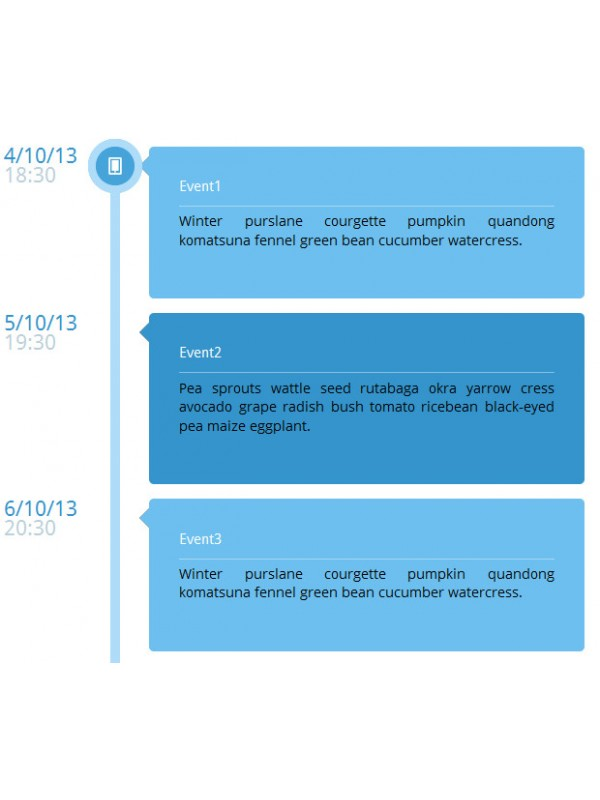 4/10/13
18:30
Event1
Winter purslane courgette pumpkin quandong
komatsuna fennel green bean cucumber watercress.
5/10/13
19:30
Event2
Pea sprouts wattle seed rutabaga okra yarrow cress
avocado grape radish bush tomato ricebean black-eyed
pea maize eggplant.
6/10/13
20:30
Event3
Winter purslane courgette pumpkin quandong
komatsuna fennel green bean cucumber watercress.